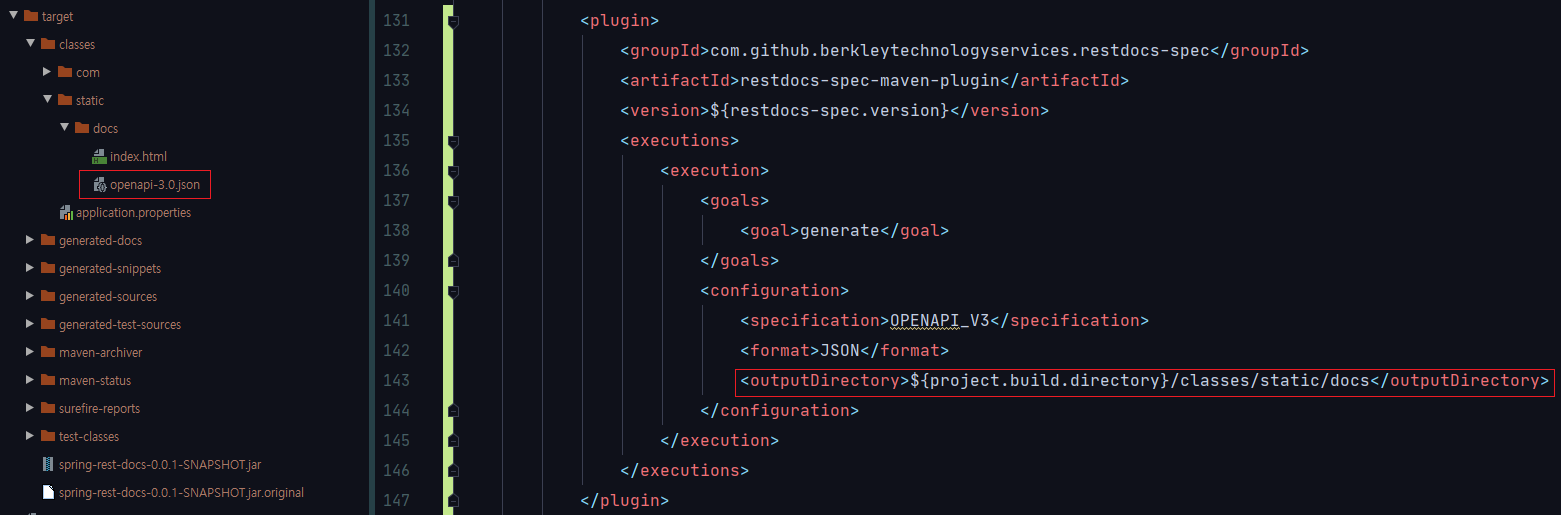 target
classes
com
static
docs
index.html
openapi-3.0.json
application.properties
generated-docs
generated-snippets
generated-sources
generated-test-sources
maven-archiver
maven-status
surefire-reports
test-classes
spring-rest-docs-0.0.1-SNAPSHOT.jar
spring-rest-docs-0.0.1-SNAPSHOT.jar.original
131 <plugin>
132 <groupId>com.github.berkleytechnologyservices.restdocs-spec</groupId>
133 <artifactId>restdocs-spec-maven-plugin</artifactId>
134 <version>${restdocs-spec.version}</version>
135 <executions>
136 <execution>
137 <goals>
138 <goal>generate</goal>
139 </goals>
140 <configuration>
141 <specification>OPENAPI_V3</specification>
142 <format>JSON</format>
143 <outputDirectory>${project.build.directory}/classes/static/docs</outputDirectory>
144 </configuration>
145 </execution>
146 </executions>
147 </plugin>